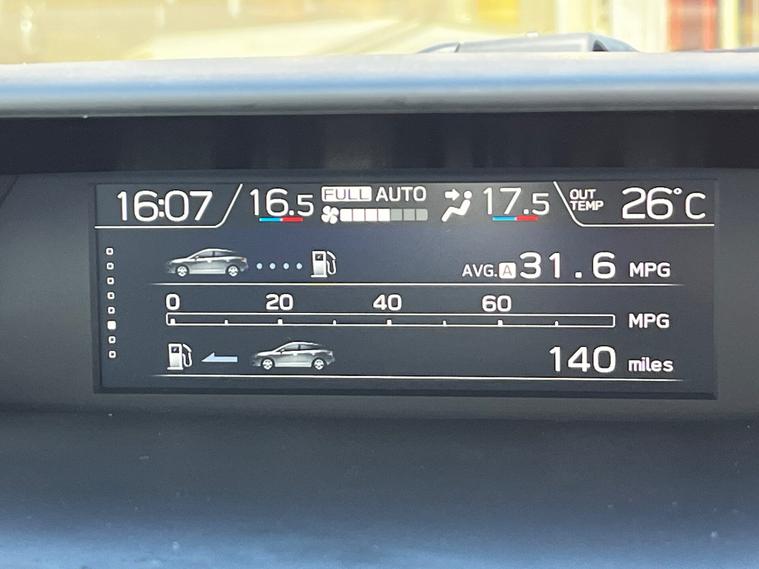 16:07 16.5 FULL AUTO 17.5 OUT TEMP 26°C
AVG. A 31.6 MPG
0 20 40 60
MPG
140 miles